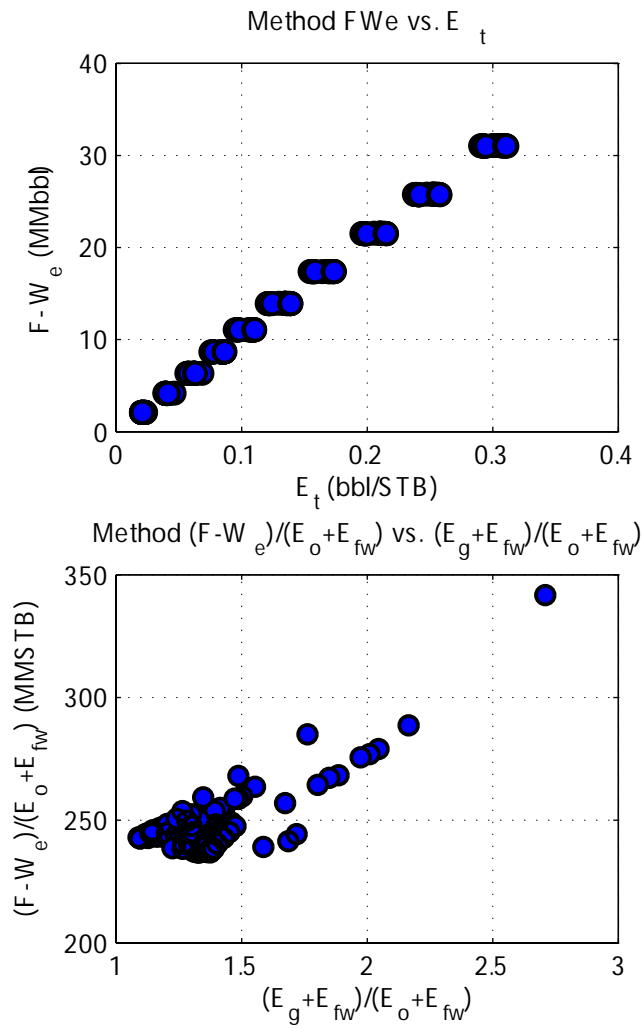 Method FWe vs. E t
40
30
20
10
0
F - W e (MMbbl)
0 0.1 0.2 0.3 0.4
E t (bbl/STB)
Method (F-W e)/(E o+E fw) vs. (E g+E fw)/(E o+E fw)
350
300
250
200
(F-W e)/(E o+E fw) (MMSTB)
1 1.5 2 2.5 3
(E g+E fw)/(E o+E fw)